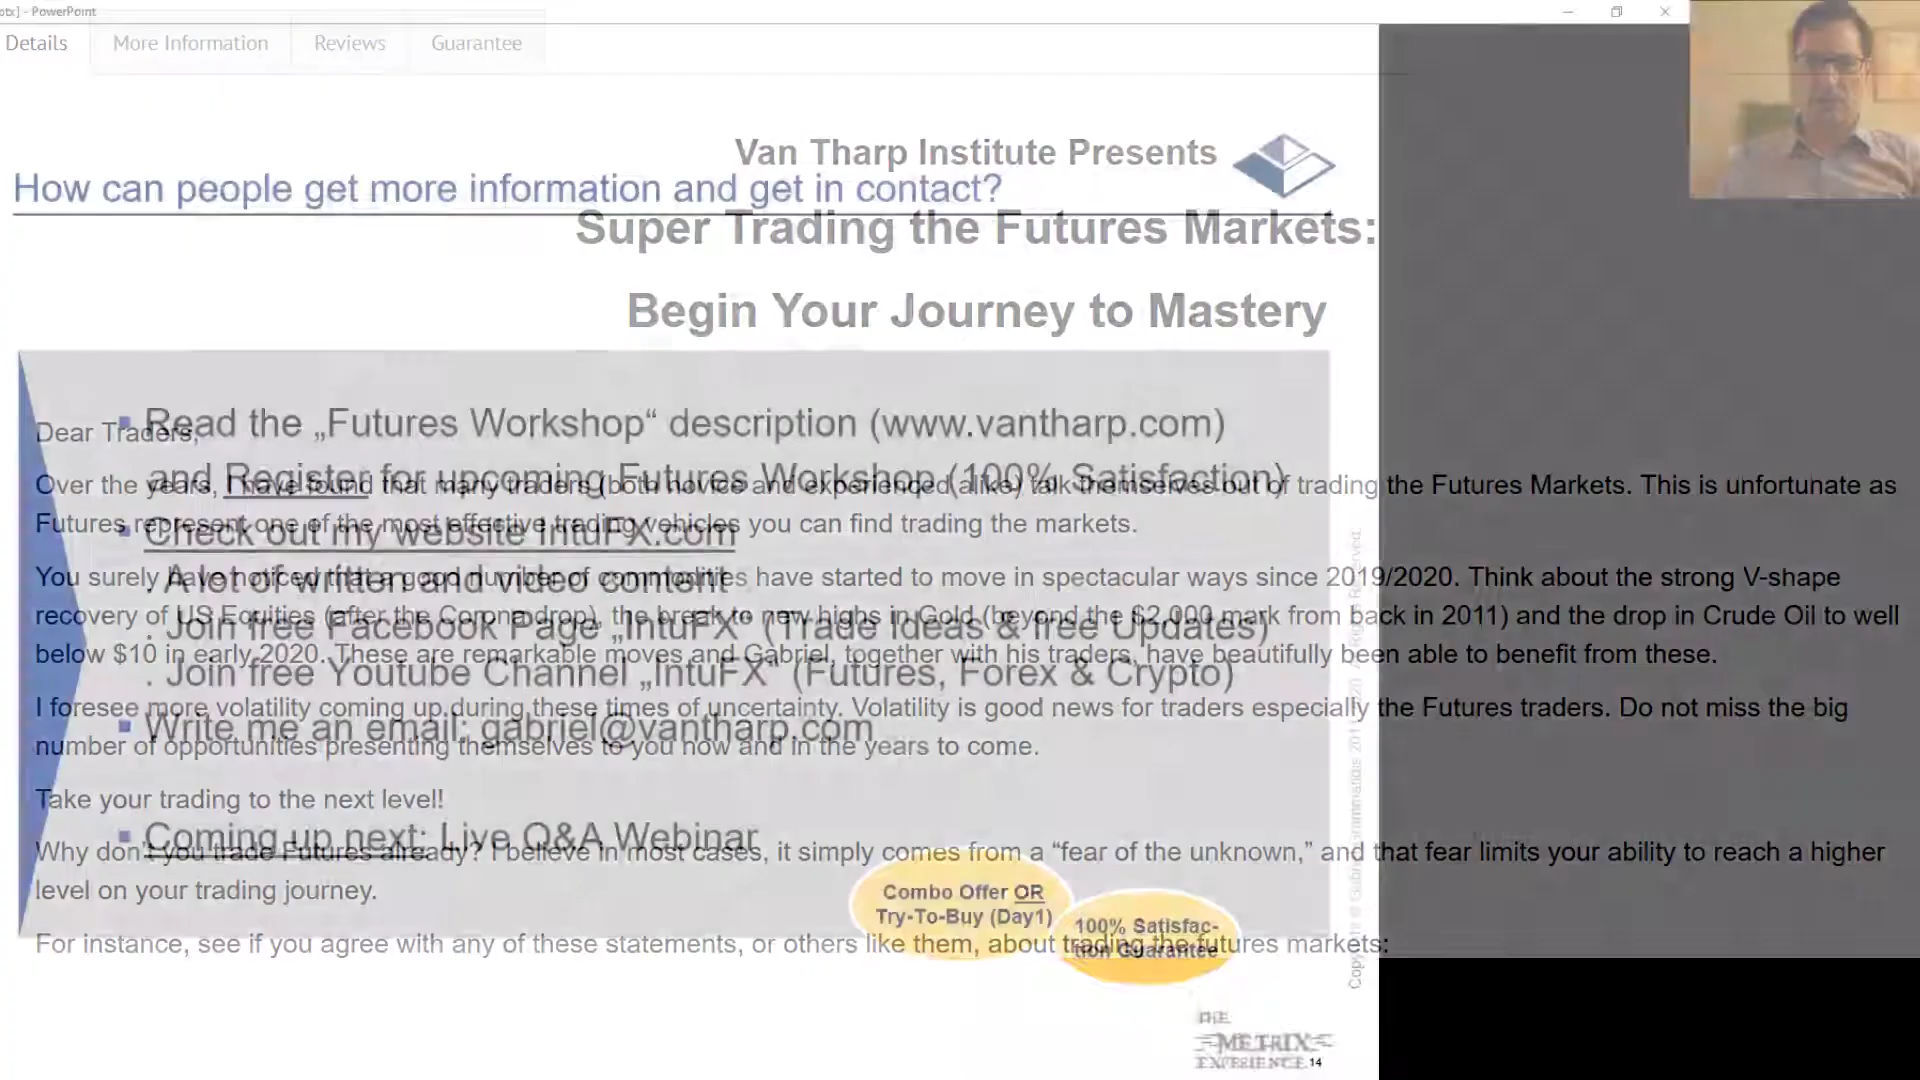 otx] - PowerPoint
Details
More Information
Reviews
Guarantee
Van Tharp Institute Presents
How can people get more information and get in contact?
Super Trading the Futures Markets:
Begin Your Journey to Mastery
Read the „Futures Workshop“ description (www.vantharp.com)
and Register for upcoming Futures Workshop (100% Satisfaction)
Check out my website IntuFX.com
. A lot of written and video content
. Join free Facebook Page „IntuFX“ (Trade Ideas & free Updates)
. Join free Youtube Channel „IntuFX“ (Futures, Forex & Crypto)
Write me an email: gabriel@vantharp.com
Coming up next: Live Q&A Webinar
Dear Traders,
Over the years, I have found that many traders (both novice and experienced alike) talk themselves out of trading the Futures Markets. This is unfortunate as
Futures represent one of the most effective trading vehicles you can find trading the markets.
You surely have noticed that a good number of commodities have started to move in spectacular ways since 2019/2020. Think about the strong V-shape
recovery of US Equities (after the Corona drop), the break to new highs in Gold (beyond the $2,000 mark from back in 2011) and the drop in Crude Oil to well
below $10 in early 2020. These are remarkable moves and Gabriel, together with his traders, have beautifully been able to benefit from these.
I foresee more volatility coming up during these times of uncertainty. Volatility is good news for traders especially the Futures traders. Do not miss the big
number of opportunities presenting themselves to you now and in the years to come.
Take your trading to the next level!
Why don't you trade Futures already? I believe in most cases, it simply comes from a “fear of the unknown,” and that fear limits your ability to reach a higher
level on your trading journey.
For instance, see if you agree with any of these statements, or others like them, about trading the futures markets:
Combo Offer OR
Try-To-Buy (Day1)
100% Satisfac-
tion Guarantee
THE
METRIX
EXPERIENCE
14